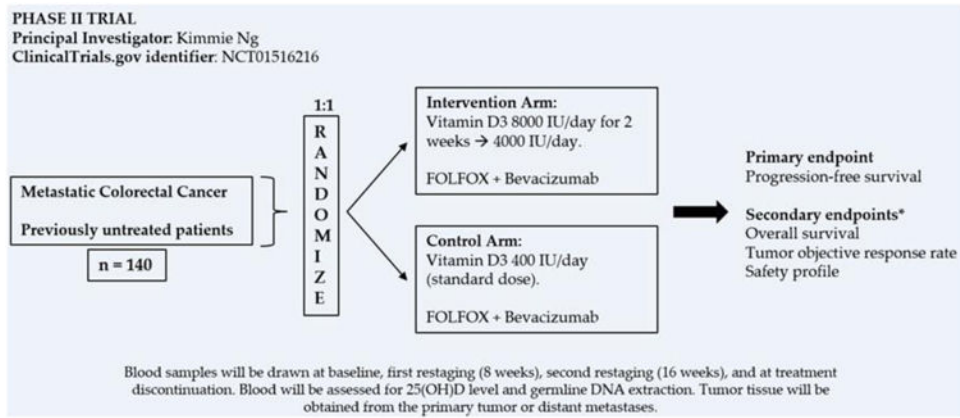 PHASE II TRIAL
Principal Investigator: Kimmie Ng
ClinicalTrials.gov identifier: NCT01516216
Metastatic Colorectal Cancer
Previously untreated patients
n = 140
1:1
R
A
N
D
O
M
I
Z
E
Intervention Arm:
Vitamin D3 8000 IU/day for 2
weeks → 4000 IU/day.
FOLFOX + Bevacizumab
Control Arm:
Vitamin D3 400 IU/day
(standard dose).
FOLFOX + Bevacizumab
Primary endpoint
Progression-free survival
Secondary endpoints*
Overall survival
Tumor objective response rate
Safety profile
Blood samples will be drawn at baseline, first restaging (8 weeks), second restaging (16 weeks), and at treatment
discontinuation. Blood will be assessed for 25(OH)D level and germline DNA extraction. Tumor tissue will be
obtained from the primary tumor or distant metastases.